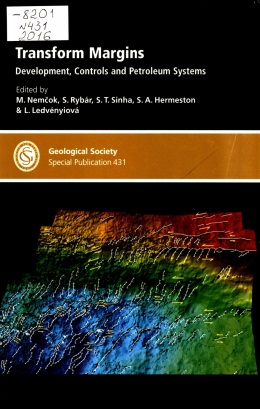 -8201
N431
2016
Transform Margins
Development, Controls and Petroleum Systems
Edited by
M. Nemčok, S. Rybár, S. T. Sinha, S. A. Hermeston
& L. Ledvényiová
Geological Society
Special Publication 431